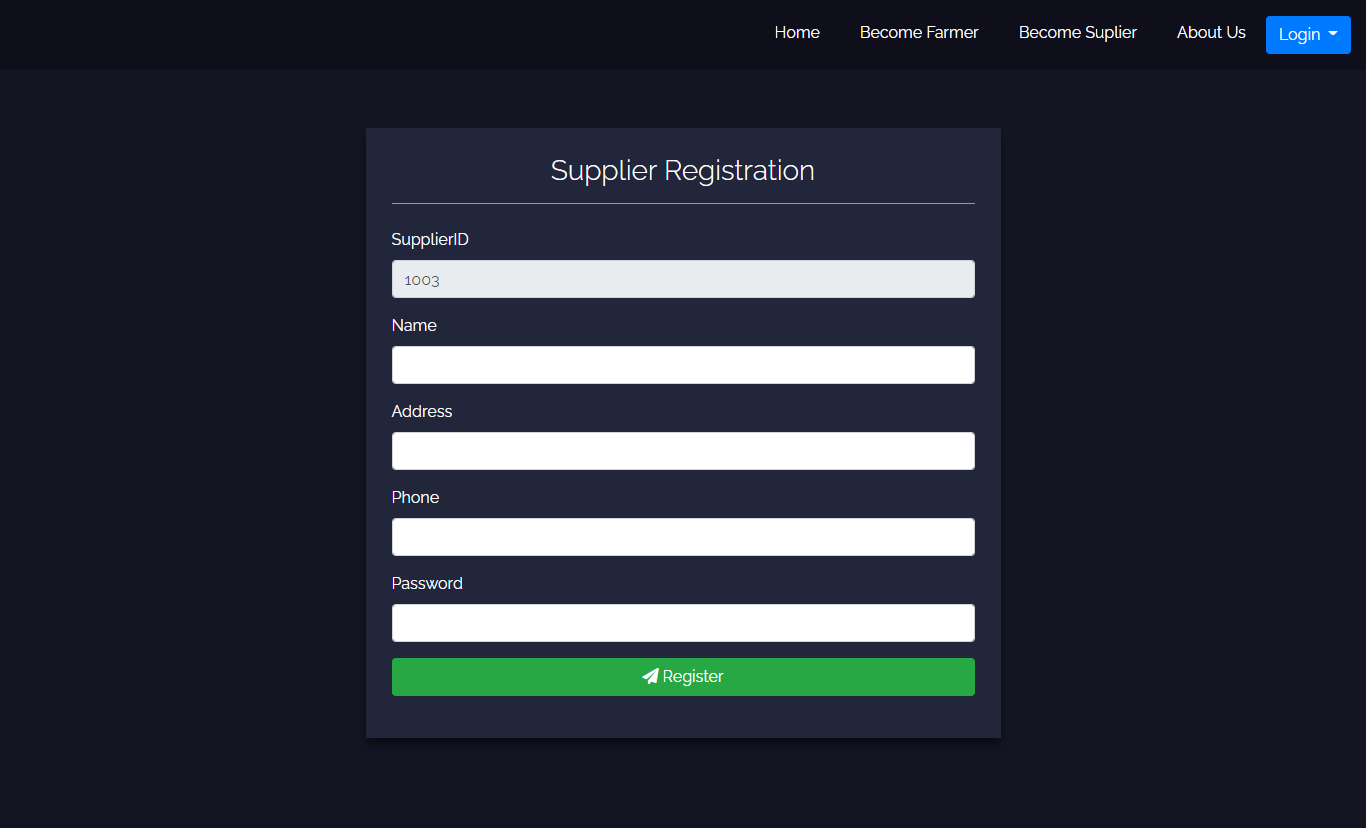 Home Become Farmer Become Suplier About Us Login
Supplier Registration
SupplierID
1003
Name
Address
Phone
Password
Register